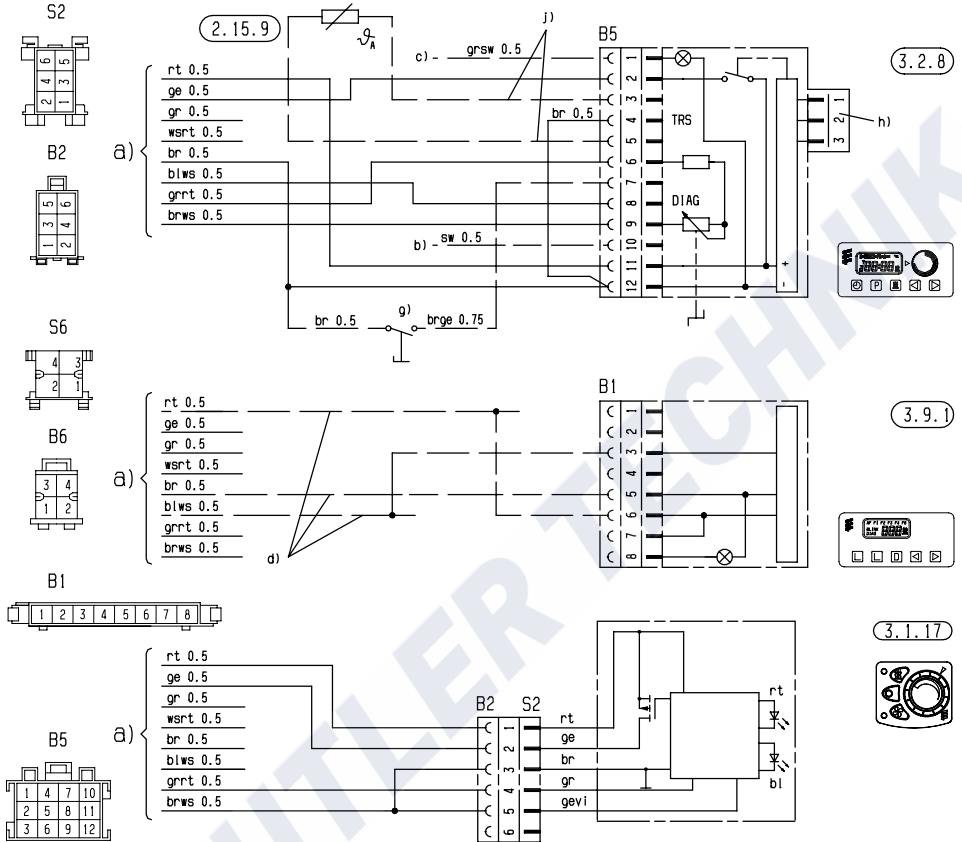 S2
6 5
4 3
2 1
B2
5 6
3 4
1 2
S6
4 3
2 1
B6
3 4
1 2
B1
1 2 3 4 5 6 7 8
B5
1 4 7 10
2 5 8 11
3 6 9 12
2.15.9
ϑA
j)
c)
grsw 0.5
B5
3.2.8
a)
rt 0.5
ge 0.5
gr 0.5
wsrt 0.5
br 0.5
blws 0.5
grrt 0.5
brws 0.5
br 0.5
1
2
3
4
5
6
7
8
9
10
11
12
TRS
DIAG
+
-
1
2
3
h)
b)
sw 0.5
g)
br 0.5
brge 0.75
00:00
P
a)
rt 0.5
ge 0.5
gr 0.5
wsrt 0.5
br 0.5
blws 0.5
grrt 0.5
brws 0.5
d)
B1
1
2
3
4
5
6
7
8
3.9.1
a)
rt 0.5
ge 0.5
gr 0.5
wsrt 0.5
br 0.5
blws 0.5
grrt 0.5
brws 0.5
B2 S2
1
2
3
4
5
6
rt
ge
br
gr
gevi
rt
bl
3.1.17
TLER TECHNIK